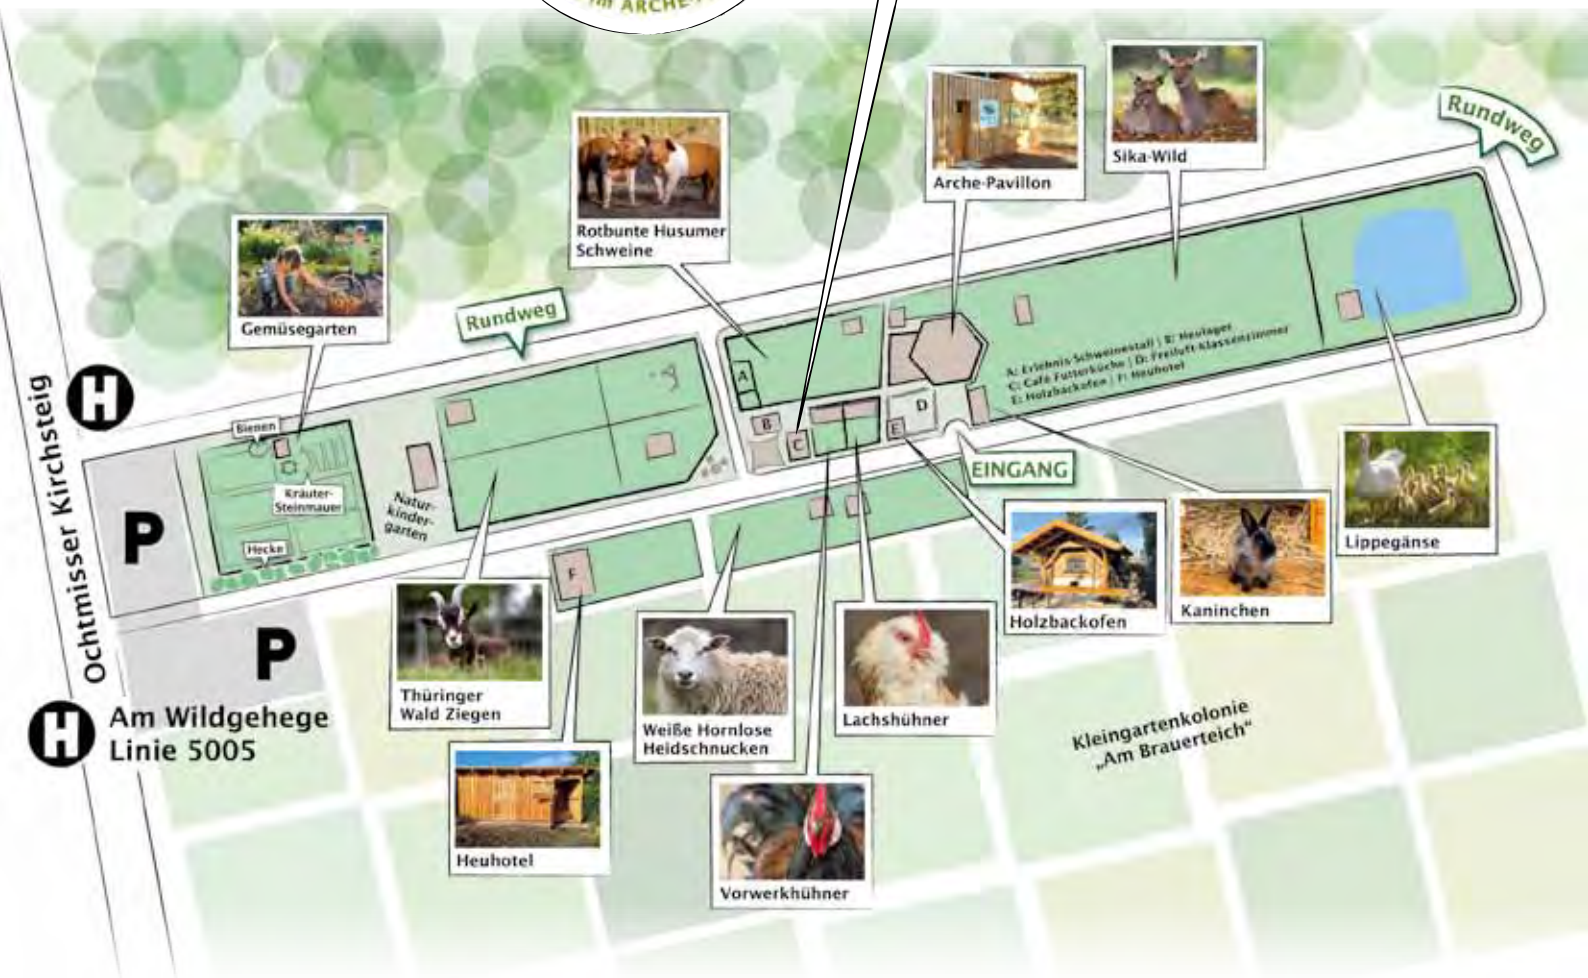 im ARCHE-
Rundweg
Sika-Wild
Arche-Pavillon
Rotbunte Husumer
Schweine
Gemüsegarten
Rundweg
A: Erlebnis-Schweinestall | B: Heulager
C: Café Futterküche | D: Freiluft-Klassenzimmer
E: Holzbackofen | F: Heuhotel
A
B
C
D
E
EINGANG
H
Ochtmisser Kirchsteig
Bienen
Kräuter-
Steinmauer
Hecke
Natur-
kinder-
garten
P
P
F
H
Am Wildgehege
Linie 5005
Thüringer
Wald Ziegen
Heuhotel
Weiße Hornlose
Heidschnucken
Lachshühner
Vorwerkhühner
Holzbackofen
Kaninchen
Lippegänse
Kleingartenkolonie
„Am Brauerteich“